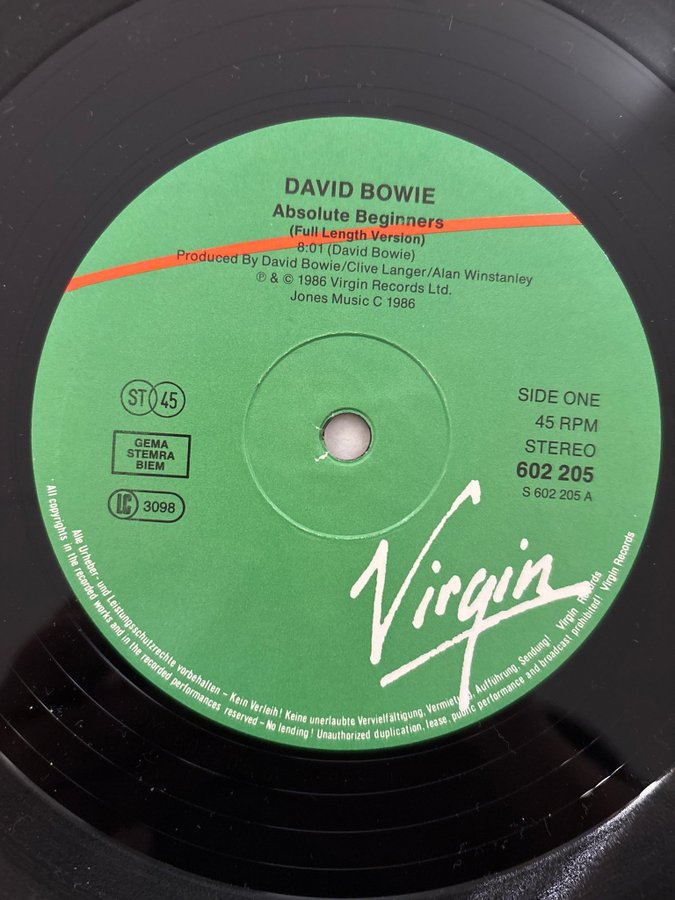 DAVID BOWIE
Absolute Beginners
(Full Length Version)
8:01 (David Bowie)
Produced By David Bowie/Clive Langer/Alan Winstanley
℗ & © 1986 Virgin Records Ltd.
Jones Music C 1986
ST 45
GEMA
STEMRA
BIEM
LC 3098
SIDE ONE
45 RPM
STEREO
602 205
S 602 205 A
Virgin
Alle Urheber- und Leistungsschutzrechte vorbehalten – Kein Verleih! Keine unerlaubte Vervielfältigung, Vermietung, Aufführung, Sendung! Virgin Records
· All copyrights in the recorded works and in the recorded performances reserved – No lending! Unauthorized duplication, lease, public performance and broadcast prohibited! Virgin Records